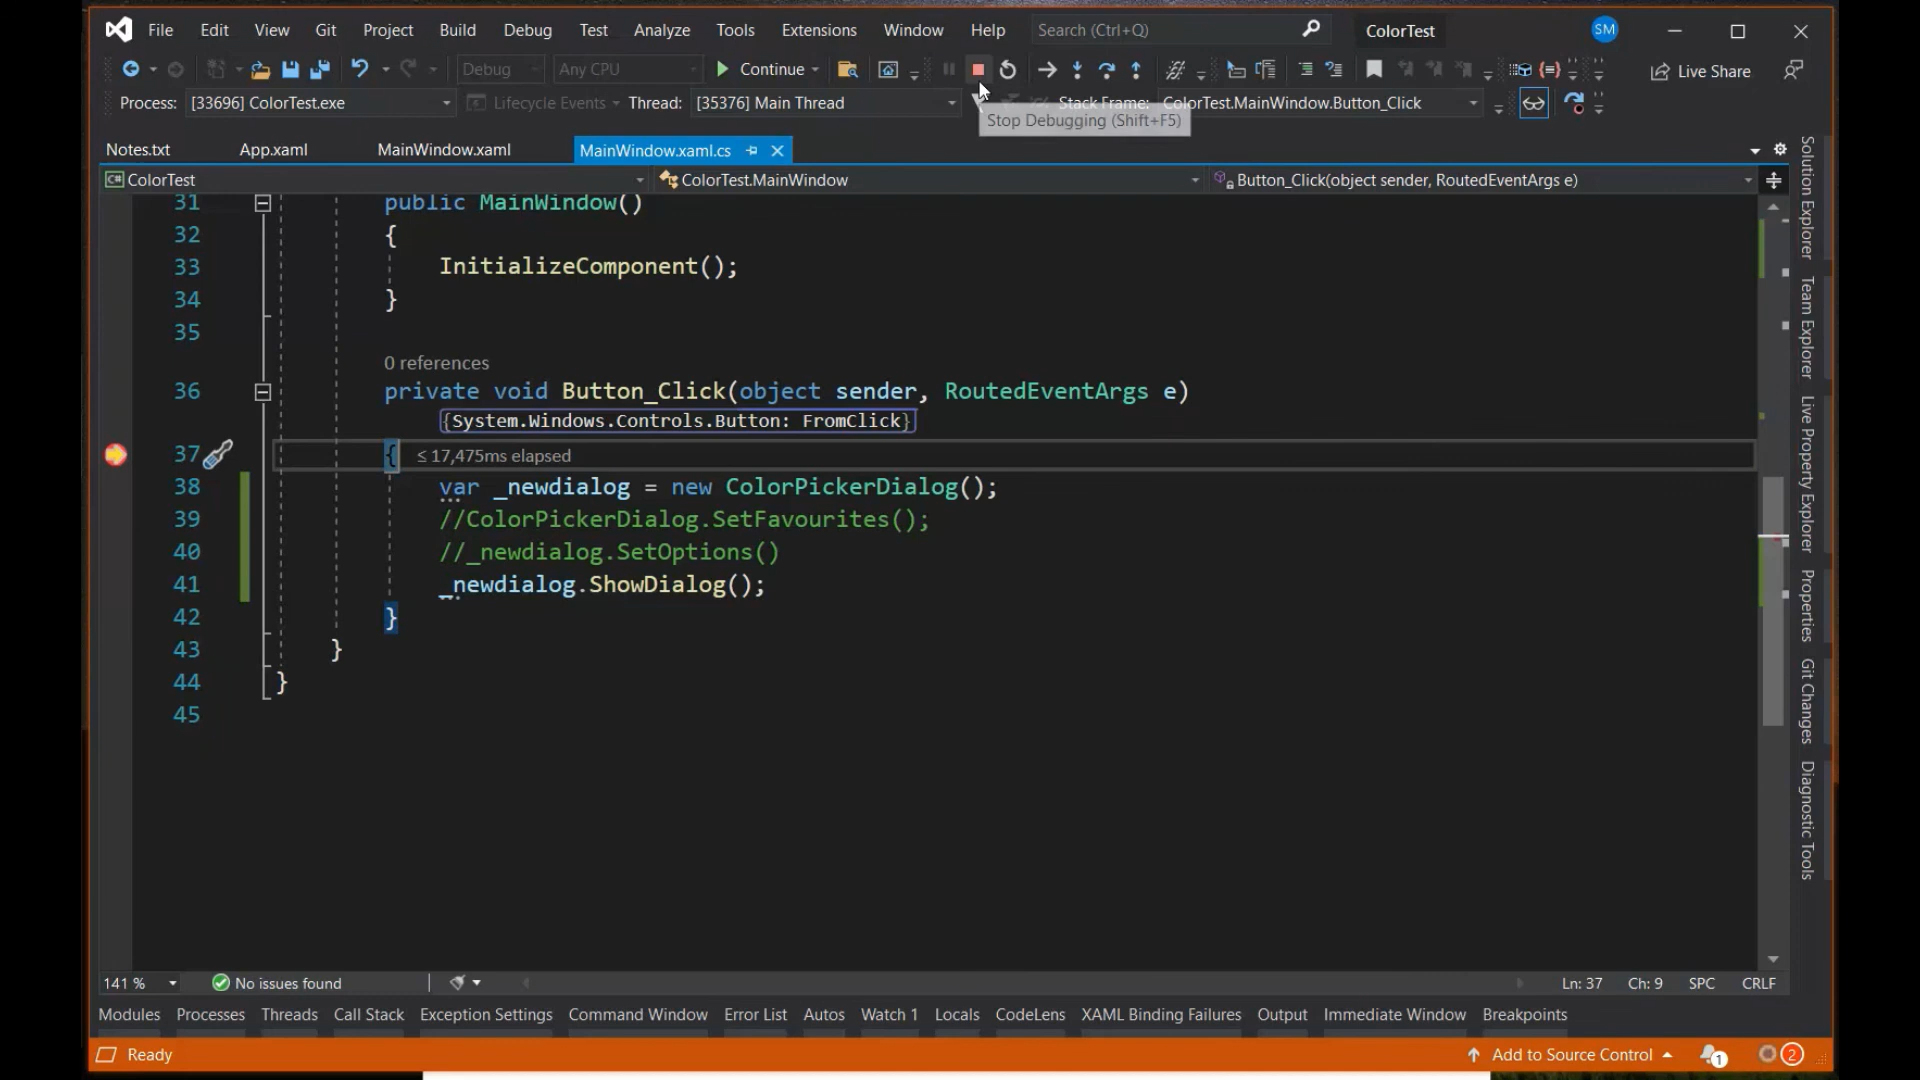 File Edit View Git Project Build Debug Test Analyze Tools Extensions Window Help Search (Ctrl+Q) ColorTest SM
Debug Any CPU Continue Live Share
Process: [33696] ColorTest.exe Lifecycle Events Thread: [35376] Main Thread Stack Frame: ColorTest.MainWindow.Button_Click
Stop Debugging (Shift+F5)
Notes.txt App.xaml MainWindow.xaml MainWindow.xaml.cs
C# ColorTest ColorTest.MainWindow Button_Click(object sender, RoutedEventArgs e)
31 public MainWindow()
32 {
33 InitializeComponent();
34 }
35
0 references
36 private void Button_Click(object sender, RoutedEventArgs e)
{System.Windows.Controls.Button: FromClick}
37 { ≤ 17,475ms elapsed
38 var _newdialog = new ColorPickerDialog();
39 //ColorPickerDialog.SetFavourites();
40 //_newdialog.SetOptions()
41 _newdialog.ShowDialog();
42 }
43 }
44 }
45
Solution Explorer
Team Explorer
Live Property Explorer
Properties
Git Changes
Diagnostic Tools
141 % No issues found Ln: 37 Ch: 9 SPC CRLF
Modules Processes Threads Call Stack Exception Settings Command Window Error List Autos Watch 1 Locals CodeLens XAML Binding Failures Output Immediate Window Breakpoints
Ready Add to Source Control 1 2